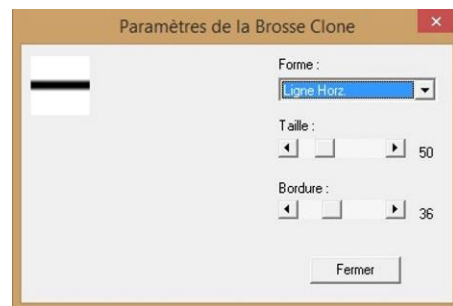 Paramètres de la Brosse Clone
Forme :
Ligne Horz.
Taille :
50
Bordure :
36
Fermer